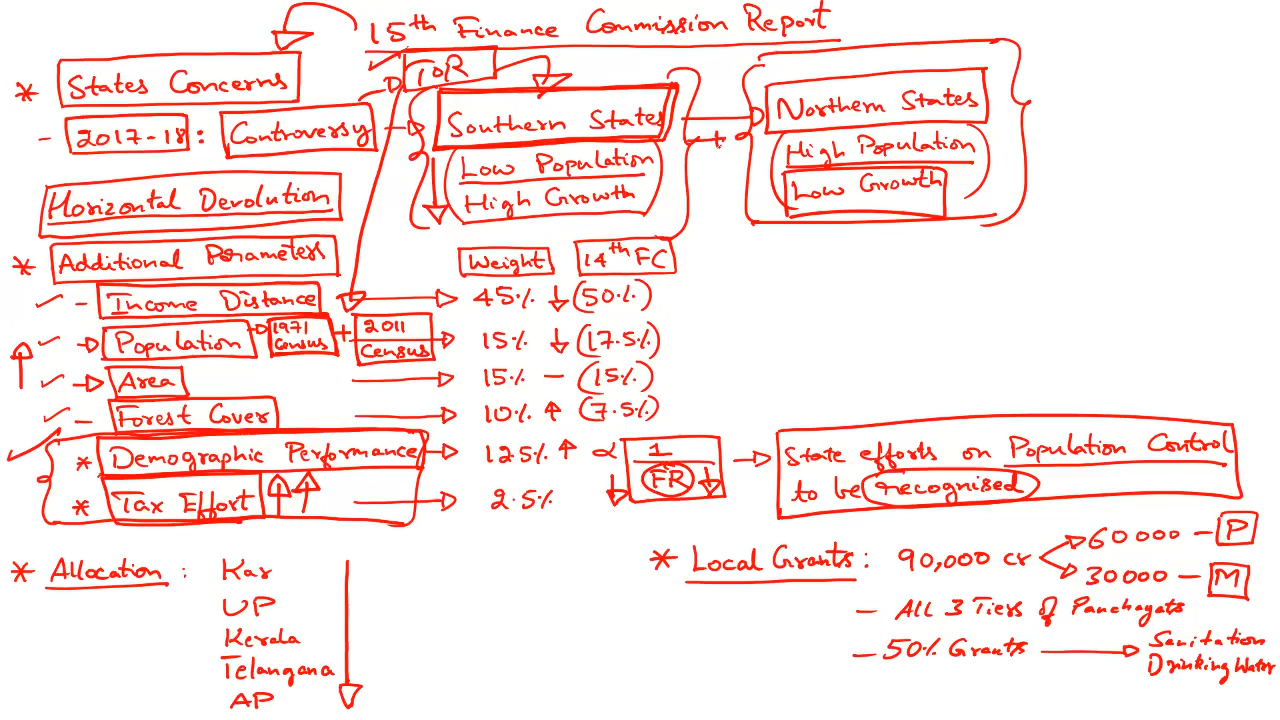 15th Finance Commission Report
* States Concerns
ToR
- 2017-18 : Controversy
Southern States
Low Population
High Growth
+
Northern States
High Population
Low Growth
Horizontal Devolution
* Additional Parameters
Weight 14th FC
- Income Distance 45% ↓ (50%)
Population 1971 Census + 2011 Census 15% ↓ (17.5%)
Area 15% - (15%)
- Forest Cover 10% ↑ (7.5%)
* Demographic Performance 12.5% ↑ ∝ 1/FR
State efforts on Population Control
to be recognised
* Tax Effort 2.5%
* Allocation : Kar
UP
Kerala
Telangana
AP
* Local Grants : 90,000 cr
60000 - P
30000 - M
- All 3 Tiers of Panchayats
- 50% Grants → Sanitation
Drinking Water